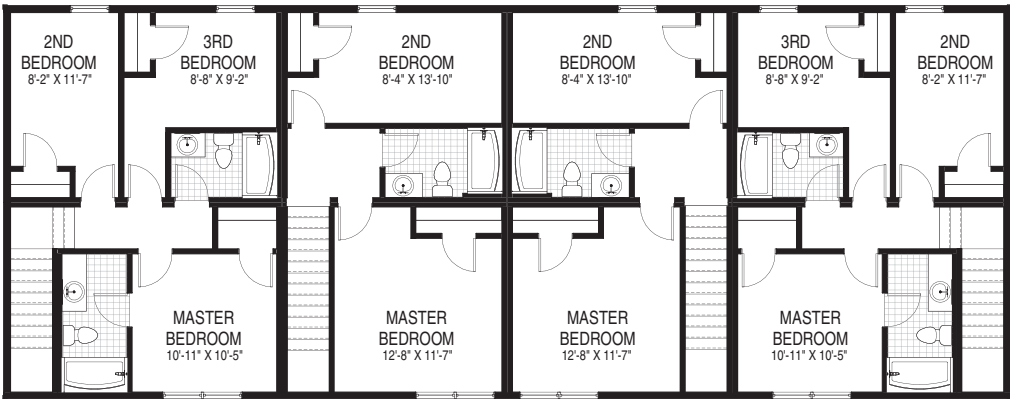 2ND
BEDROOM
8'-2" X 11'-7"
3RD
BEDROOM
8'-8" X 9'-2"
2ND
BEDROOM
8'-4" X 13'-10"
2ND
BEDROOM
8'-4" X 13'-10"
3RD
BEDROOM
8'-8" X 9'-2"
2ND
BEDROOM
8'-2" X 11'-7"
MASTER
BEDROOM
10'-11" X 10'-5"
MASTER
BEDROOM
12'-8" X 11'-7"
MASTER
BEDROOM
12'-8" X 11'-7"
MASTER
BEDROOM
10'-11" X 10'-5"